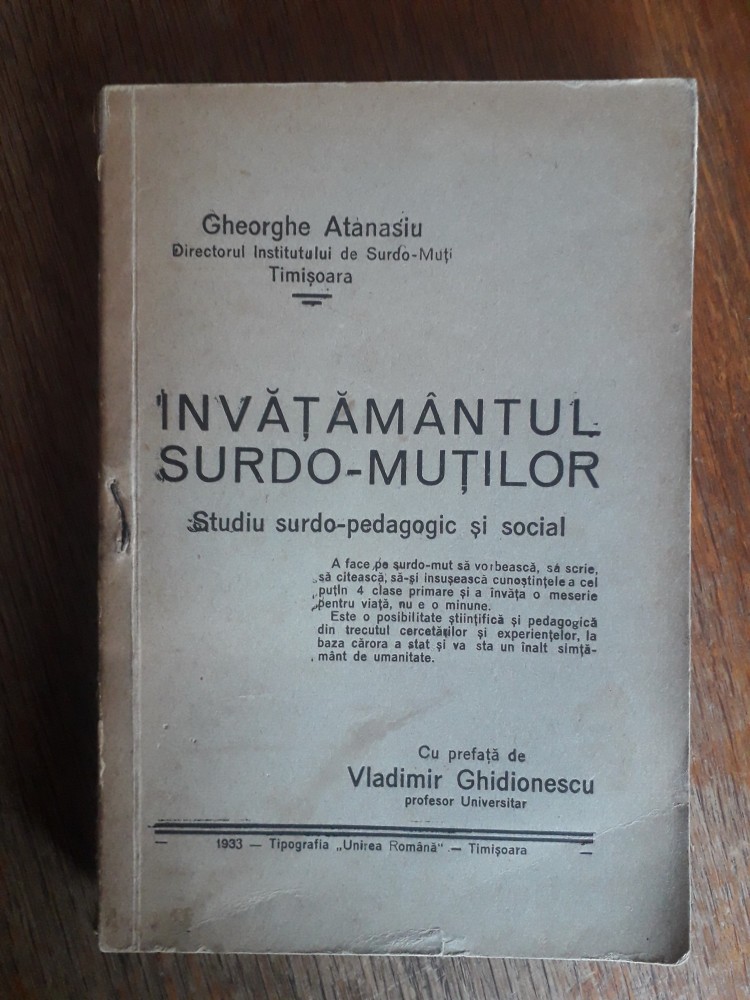 Gheorghe Atanasiu
Directorul Institutului de Surdo-Muți
Timișoara
INVĂȚĂMÂNTUL
SURDO-MUȚILOR
Studiu surdo-pedagogic și social
A face pe surdo-mut să vorbească, să scrie,
să citească, să-și insușească cunoștințele a cel
puțin 4 clase primare și a învăța o meserie
pentru viață, nu e o minune.
Este o posibilitate științifică și pedagogică
din trecutul cercetărilor și experiențelor, la
baza cărora a stat și va sta un înalt simță-
mânt de umanitate.
Cu prefață de
Vladimir Ghidionescu
profesor Universitar
1933 — Tipografia „Unirea Română" — Timișoara